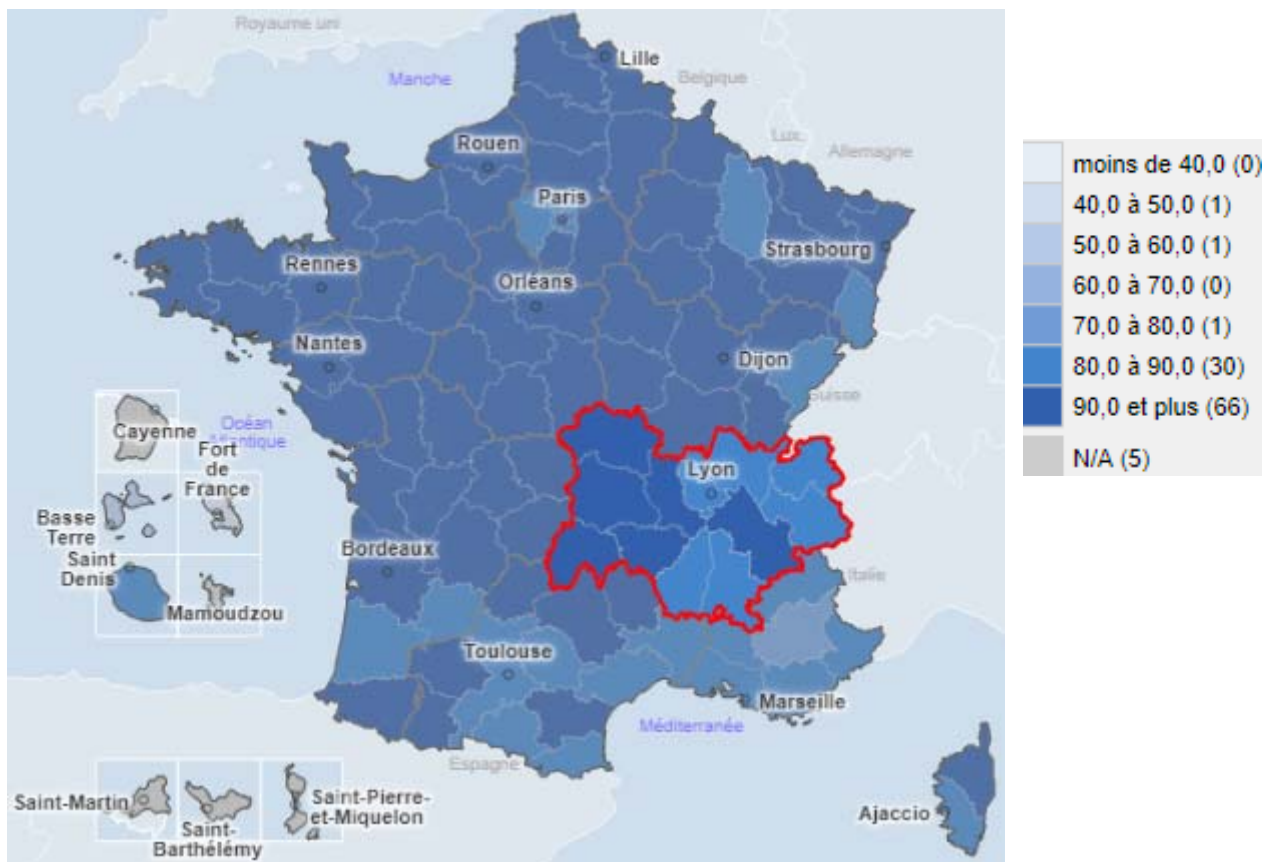 Royaume uni
Lille
Manche
Belgique
Lux.
Allemagne
Rouen
Paris
Strasbourg
Rennes
Orléans
Nantes
Dijon
Suisse
Océan
Atlantique
Cayenne
Fort
de
France
Lyon
Basse
Terre
Saint
Denis
Bordeaux
Mamoudzou
Italie
Toulouse
Marseille
Méditerranée
Espagne
Saint-Martin
Saint-
Barthélémy
Saint-Pierre-
et-Miquelon
Ajaccio
moins de 40,0 (0)
40,0 à 50,0 (1)
50,0 à 60,0 (1)
60,0 à 70,0 (0)
70,0 à 80,0 (1)
80,0 à 90,0 (30)
90,0 et plus (66)
N/A (5)